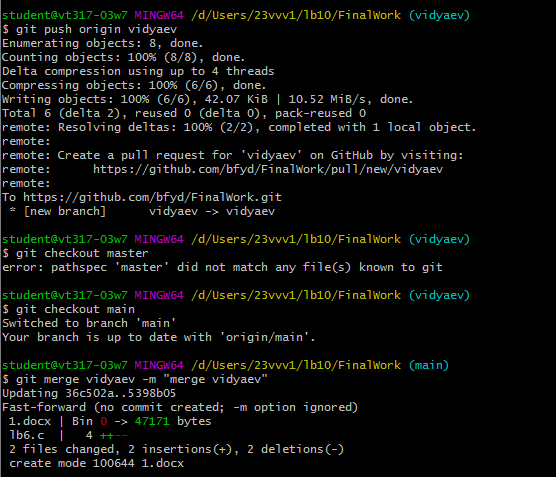 student@vt317-03w7 MINGW64 /d/Users/23vvv1/lb10/FinalWork (vidyaev)
$ git push origin vidyaev
Enumerating objects: 8, done.
Counting objects: 100% (8/8), done.
Delta compression using up to 4 threads
Compressing objects: 100% (6/6), done.
Writing objects: 100% (6/6), 42.07 KiB | 10.52 MiB/s, done.
Total 6 (delta 2), reused 0 (delta 0), pack-reused 0
remote: Resolving deltas: 100% (2/2), completed with 1 local object.
remote:
remote: Create a pull request for 'vidyaev' on GitHub by visiting:
remote:      https://github.com/bfyd/FinalWork/pull/new/vidyaev
remote:
To https://github.com/bfyd/FinalWork.git
 * [new branch]      vidyaev -> vidyaev
student@vt317-03w7 MINGW64 /d/Users/23vvv1/lb10/FinalWork (vidyaev)
$ git checkout master
error: pathspec 'master' did not match any file(s) known to git
student@vt317-03w7 MINGW64 /d/Users/23vvv1/lb10/FinalWork (vidyaev)
$ git checkout main
Switched to branch 'main'
Your branch is up to date with 'origin/main'.
student@vt317-03w7 MINGW64 /d/Users/23vvv1/lb10/FinalWork (main)
$ git merge vidyaev -m "merge vidyaev"
Updating 36c502a..5398b05
Fast-forward (no commit created; -m option ignored)
 1.docx | Bin 0 -> 47171 bytes
 lb6.c  |   4 ++--
 2 files changed, 2 insertions(+), 2 deletions(-)
 create mode 100644 1.docx